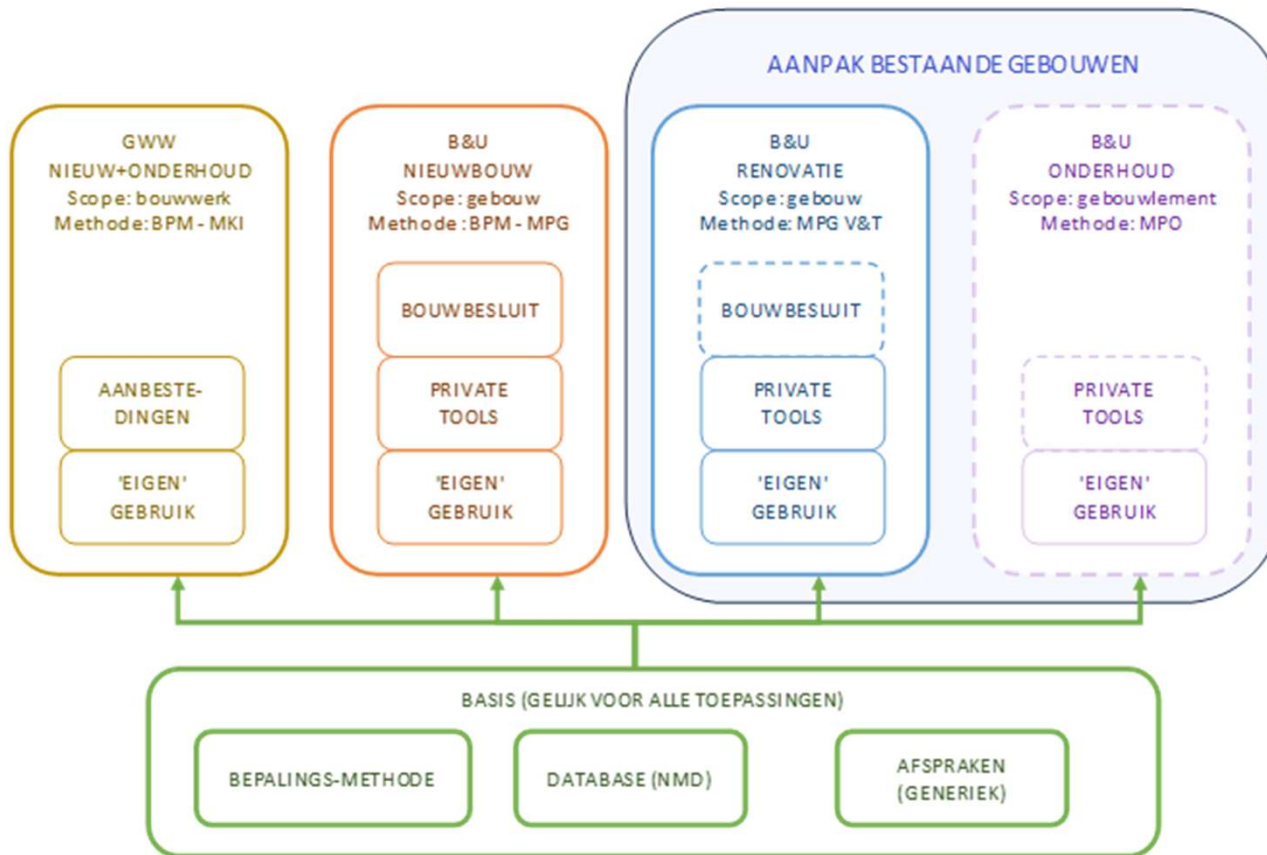 AANPAK BESTAANDE GEBOUWEN
GWW
NIEUW+ONDERHOUD
Scope: bouwwerk
Methode: BPM - MKI
AANBESTE-
DINGEN
'EIGEN'
GEBRUIK
B&U
NIEUWBOUW
Scope: gebouw
Methode: BPM - MPG
BOUWBESLUIT
PRIVATE
TOOLS
'EIGEN'
GEBRUIK
B&U
RENOVATIE
Scope: gebouw
Methode: MPG V&T
BOUWBESLUIT
PRIVATE
TOOLS
'EIGEN'
GEBRUIK
B&U
ONDERHOUD
Scope: gebouwlement
Methode: MPO
PRIVATE
TOOLS
'EIGEN'
GEBRUIK
BASIS (GELIJK VOOR ALLE TOEPASSINGEN)
BEPALINGS-METHODE
DATABASE (NMD)
AFSPRAKEN
(GENERIEK)